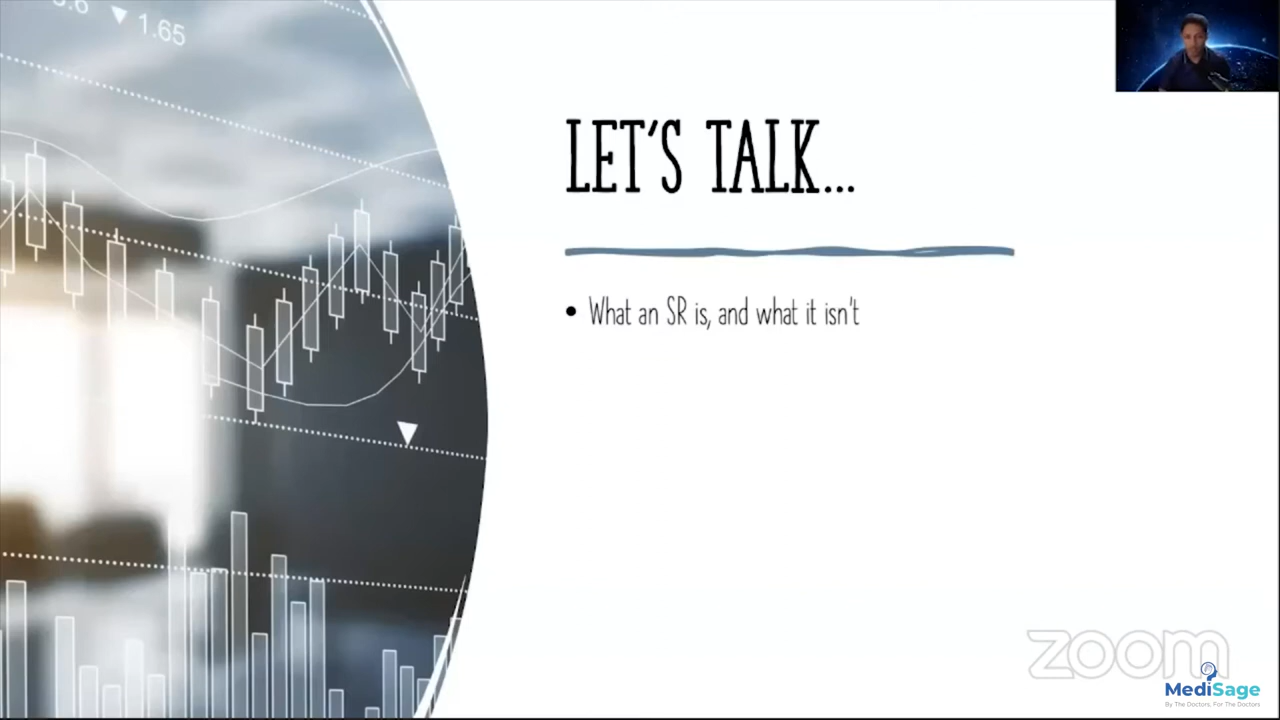 1.65
LET'S TALK...
• What an SR is, and what it isn't
zoom
MediSage
By The Doctors, For The Doctors